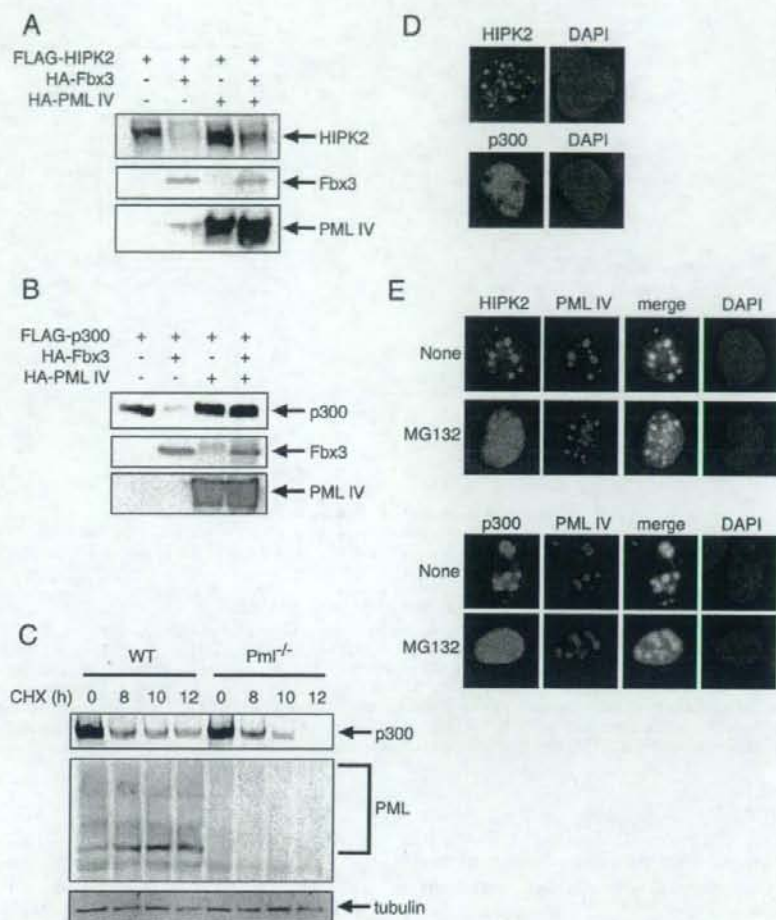 A
FLAG-HIPK2 + + + +
HA-Fbx3 - + - +
HA-PML IV - - + +
HIPK2
Fbx3
PML IV
B
FLAG-p300 + + + +
HA-Fbx3 - + - +
HA-PML IV - - + +
p300
Fbx3
PML IV
C
WT Pml-/-
CHX (h) 0 8 10 12 0 8 10 12
p300
PML
tubulin
D
HIPK2 DAPI
p300 DAPI
E
HIPK2 PML IV merge DAPI
None
MG132
p300 PML IV merge DAPI
None
MG132